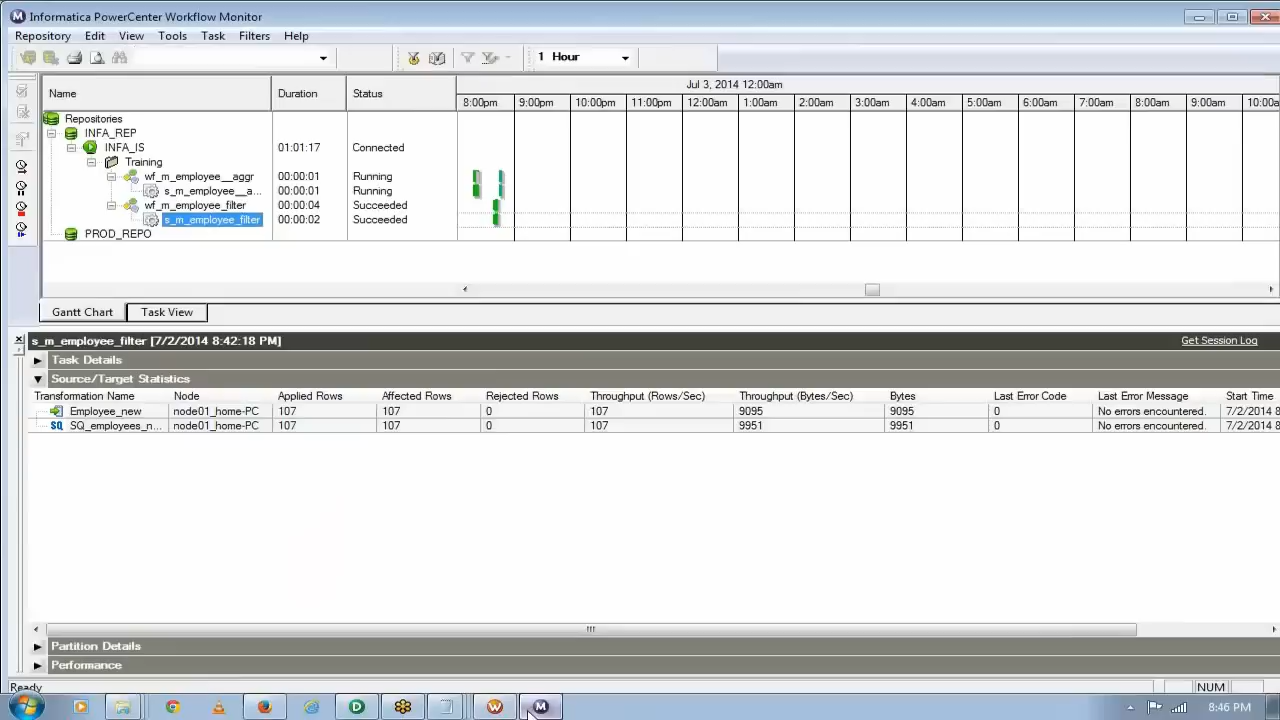 Informatica PowerCenter Workflow Monitor
Repository Edit View Tools Task Filters Help
1 Hour
Name Duration Status Jul 3, 2014 12:00am
8:00pm 9:00pm 10:00pm 11:00pm 12:00am 1:00am 2:00am 3:00am 4:00am 5:00am 6:00am 7:00am 8:00am 9:00am 10:00a
Repositories
INFA_REP
INFA_IS 01:01:17 Connected
Training
wf_m_employee__aggr 00:00:01 Running
s_m_employee__a... 00:00:01 Running
wf_m_employee_filter 00:00:04 Succeeded
s_m_employee_filter 00:00:02 Succeeded
PROD_REPO
Gantt Chart Task View
s_m_employee_filter [7/2/2014 8:42:18 PM] Get Session Log
Task Details
Source/Target Statistics
Transformation Name Node Applied Rows Affected Rows Rejected Rows Throughput (Rows/Sec) Throughput (Bytes/Sec) Bytes Last Error Code Last Error Message Start Time
Employee_new node01_home-PC 107 107 0 107 9095 9095 0 No errors encountered. 7/2/2014 8
SQ SQ_employees_n... node01_home-PC 107 107 0 107 9951 9951 0 No errors encountered. 7/2/2014 8
Partition Details
Performance
Ready NUM
D W M 8:46 PM